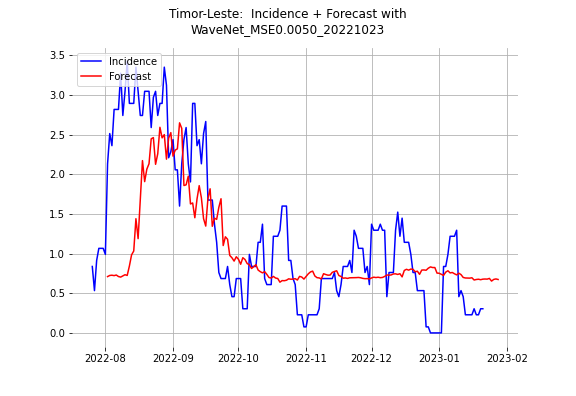 Timor-Leste:  Incidence + Forecast with
WaveNet_MSE0.0050_20221023
Incidence
Forecast
3.5
3.0
2.5
2.0
1.5
1.0
0.5
0.0
2022-08 2022-09 2022-10 2022-11 2022-12 2023-01 2023-02